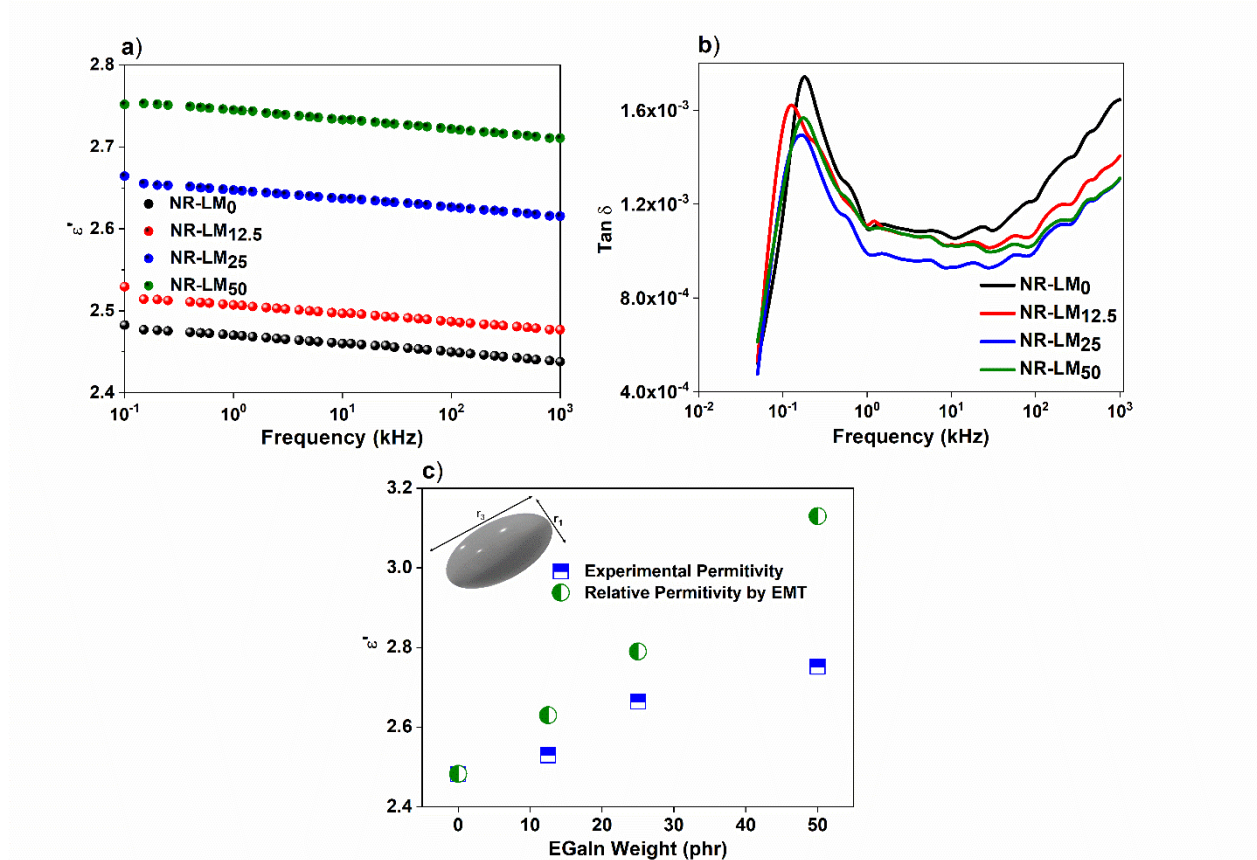 a)
2.8
2.7
2.6
2.5
2.4
ε'
NR-LM0
NR-LM12.5
NR-LM25
NR-LM50
10-1 100 101 102 103
Frequency (kHz)
b)
1.6x10-3
1.2x10-3
8.0x10-4
4.0x10-4
Tan δ
NR-LM0
NR-LM12.5
NR-LM25
NR-LM50
10-2 10-1 100 101 102 103
Frequency (kHz)
c)
3.2
3.0
2.8
2.6
2.4
ε'
r3
r1
Experimental Permitivity
Relative Permitivity by EMT
0 10 20 30 40 50
EGaIn Weight (phr)